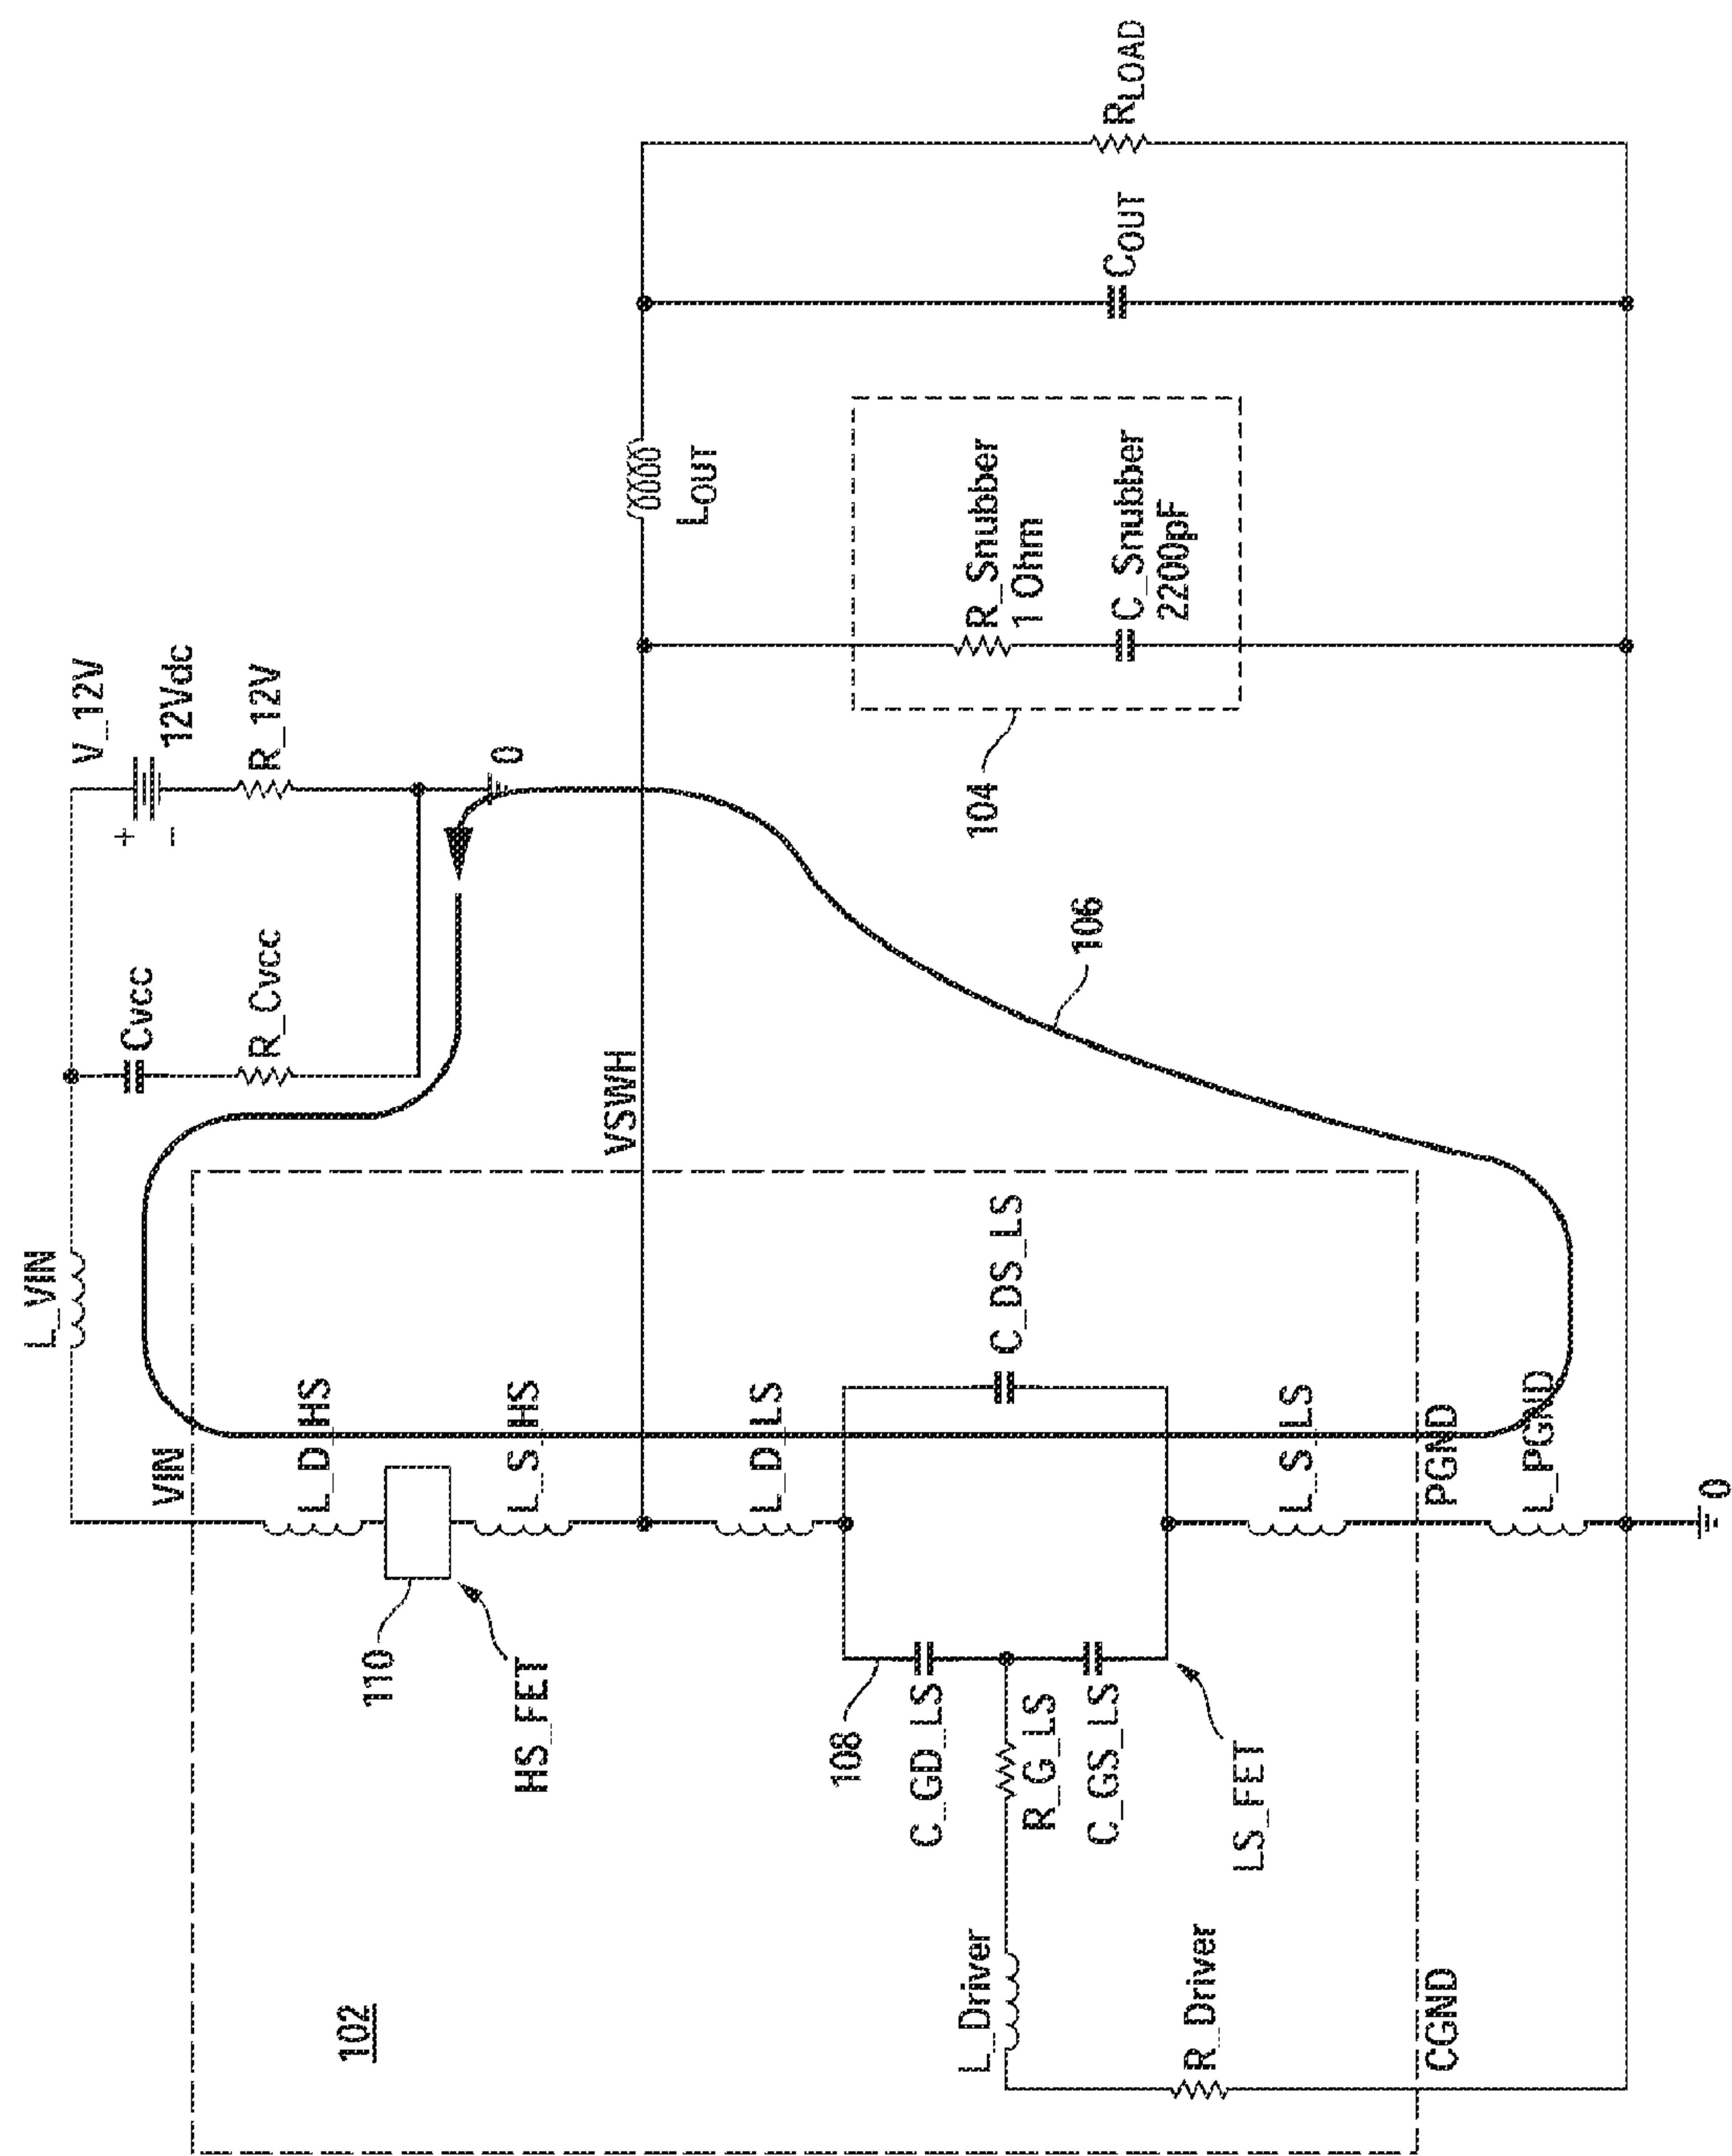 L_VIN
V_12V
+
-
12Vdc
Cvcc
R_Cvcc
R_12V
0
VIN
L_D_HS
110
HS_FET
L_S_HS
VSWH
LOUT
102
L_D_LS
108
C_GD_LS
R_G_LS
C_GS_LS
C_DS_LS
LS_FET
L_Driver
R_Driver
L_S_LS
PGND
CGND
L_PGND
0
106
104
R_Snubber
1 Ohm
C_Snubber
2200pF
COUT
RLOAD